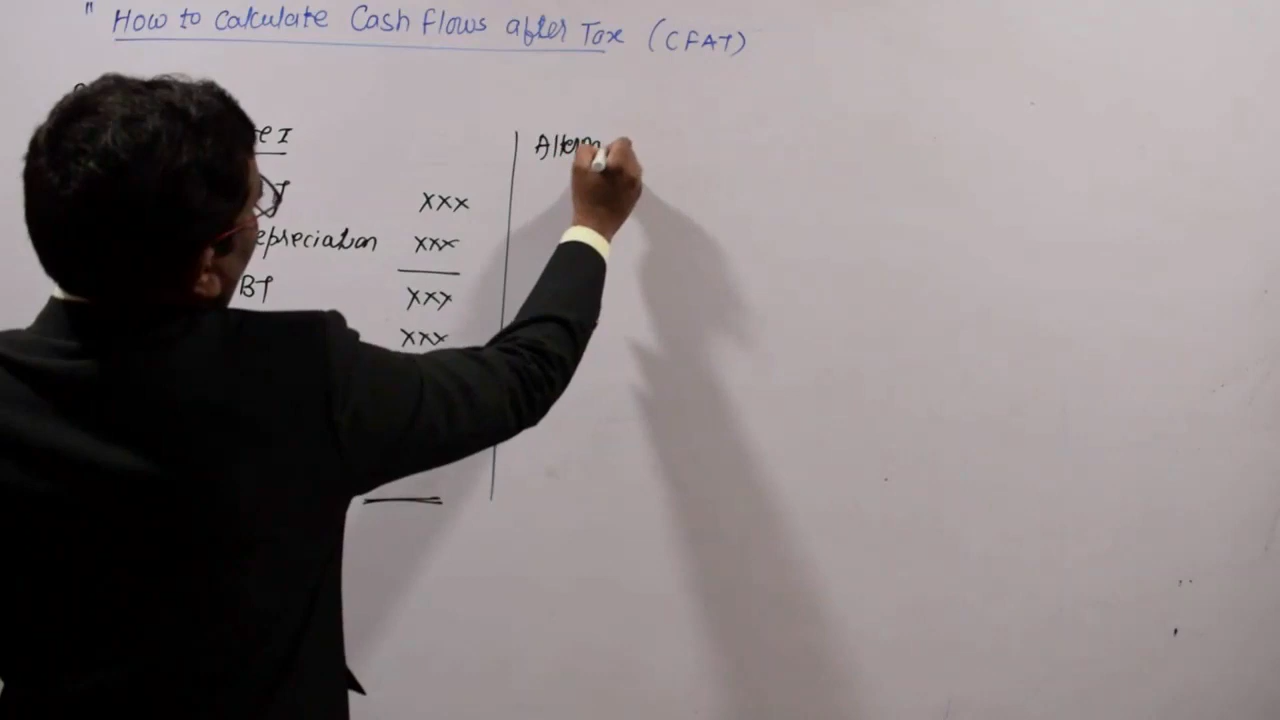 " How to Calculate Cash flows after Tax (CFAT)
I
XXX
epreciation XXX
BT XXX
XXX
Altern